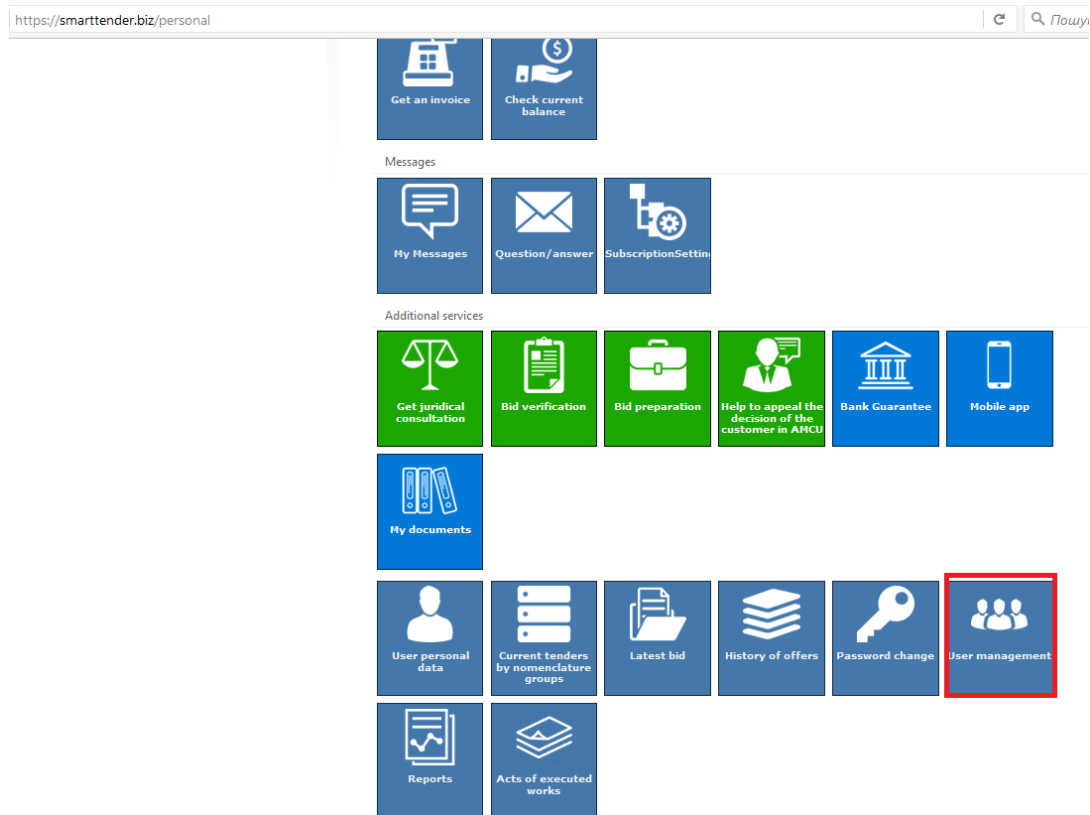 https://smarttender.biz/personal
Пошук
Get an invoice
Check current
balance
Messages
My Messages
Question/answer
SubscriptionSettin
Additional services
Get juridical
consultation
Bid verification
Bid preparation
Help to appeal the
decision of the
customer in AMCU
Bank Guarantee
Mobile app
My documents
User personal
data
Current tenders
by nomenclature
groups
Latest bid
History of offers
Password change
User management
Reports
Acts of executed
works